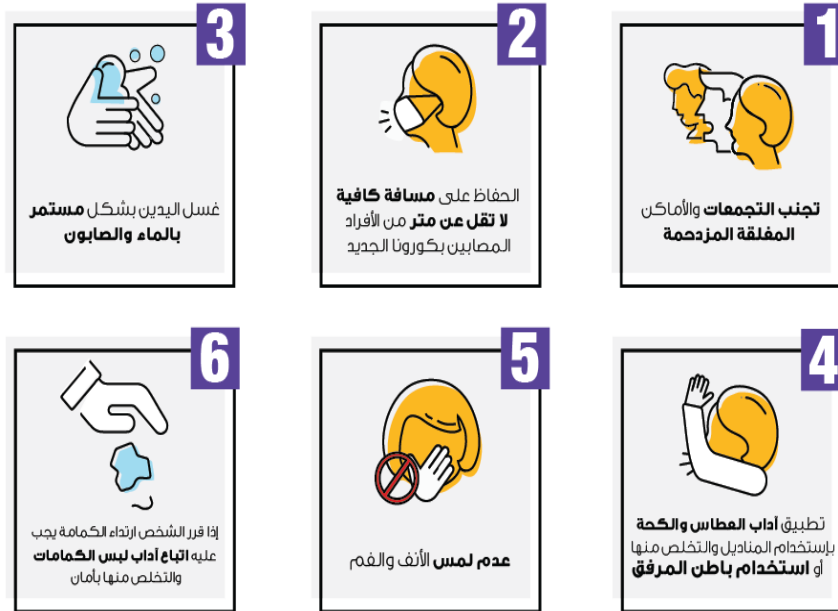 1
تجنب التجمعات والأماكن
المغلقة المزدحمة
2
الحفاظ على مسافة كافية
لا تقل عن متر من الأفراد
المصابين بكورونا الجديد
3
غسل اليدين بشكل مستمر
بالماء والصابون
4
تطبيق آداب العطاس والكحة
بإستخدام المناديل والتخلص منها
أو استخدام باطن المرفق
5
عدم لمس الأنف والفم
6
إذا قرر الشخص ارتداء الكمامة يجب
عليه اتباع آداب لبس الكمامات
والتخلص منها بأمان